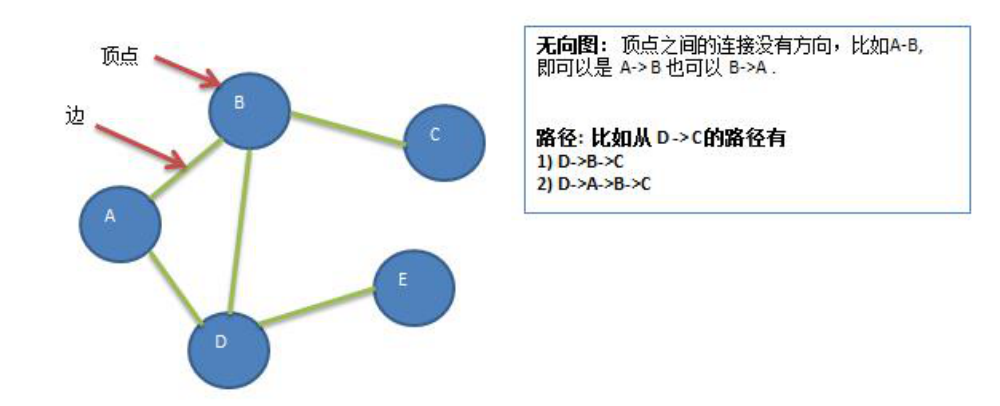 顶点
边
B
C
A
E
D
无向图：顶点之间的连接没有方向，比如A-B,
即可以是 A-> B 也可以 B->A .
路径: 比如从 D -> C的路径有
1) D->B->C
2) D->A->B->C